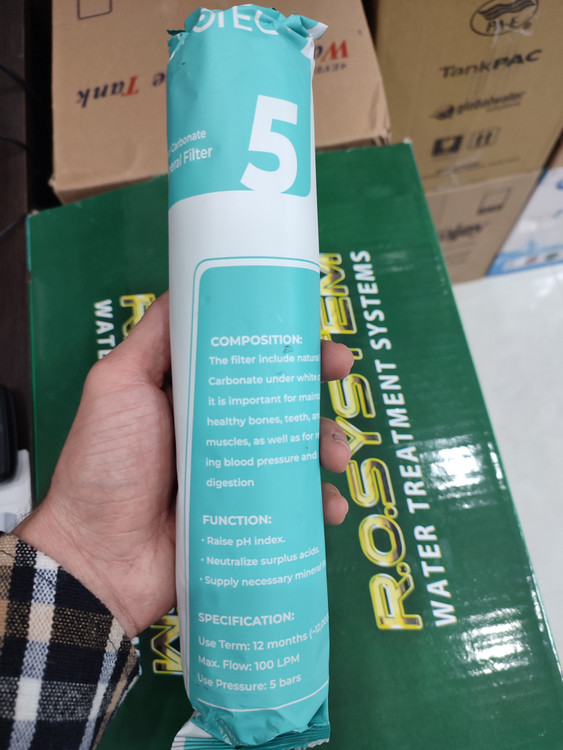 5
Carbonate
Filter
COMPOSITION:
The filter include natural
Carbonate under white
it is important for
healthy bones, teeth,
muscles, as well as for
ing blood pressure and
digestion
FUNCTION:
• Raise pH index.
• Neutralize surplus acids.
• Supply necessary mineral
SPECIFICATION:
Use Term: 12 months
Max. Flow: 100 LPM
Use Pressure: 5 bars
R.O.SYSTEM
WATER TREATMENT SYSTEMS
Tank
TankPAC
globalwater